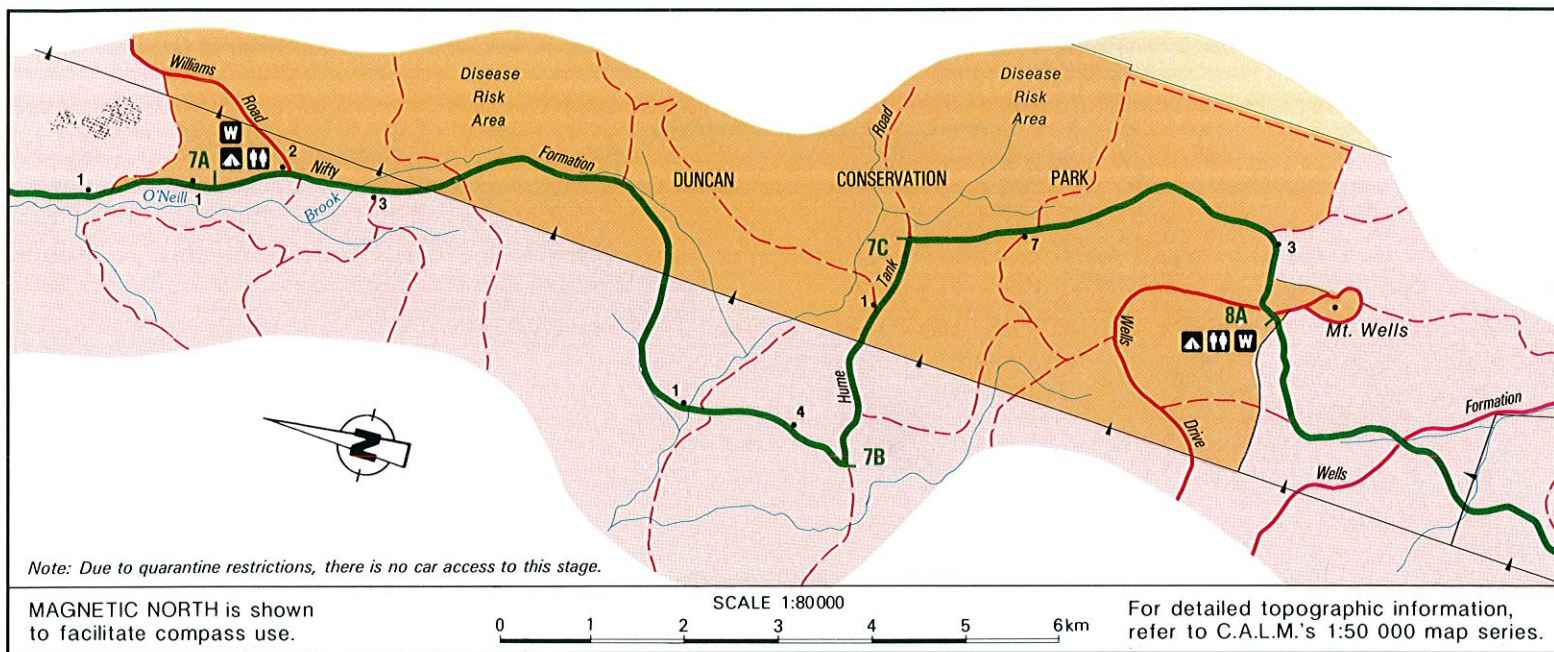 Williams
Road
Disease
Risk
Area
Disease
Risk
Area
Road
W
7A
2
Nifty
Formation
DUNCAN
CONSERVATION
PARK
1
O'Neill
1
Brook
3
7C
7
3
Tank
1
Wells
8A
W
Mt. Wells
Hume
1
4
7B
Drive
Formation
Wells
N
Note: Due to quarantine restrictions, there is no car access to this stage.
MAGNETIC NORTH is shown
to facilitate compass use.
SCALE 1:80000
0 1 2 3 4 5 6km
For detailed topographic information,
refer to C.A.L.M.'s 1:50 000 map series.